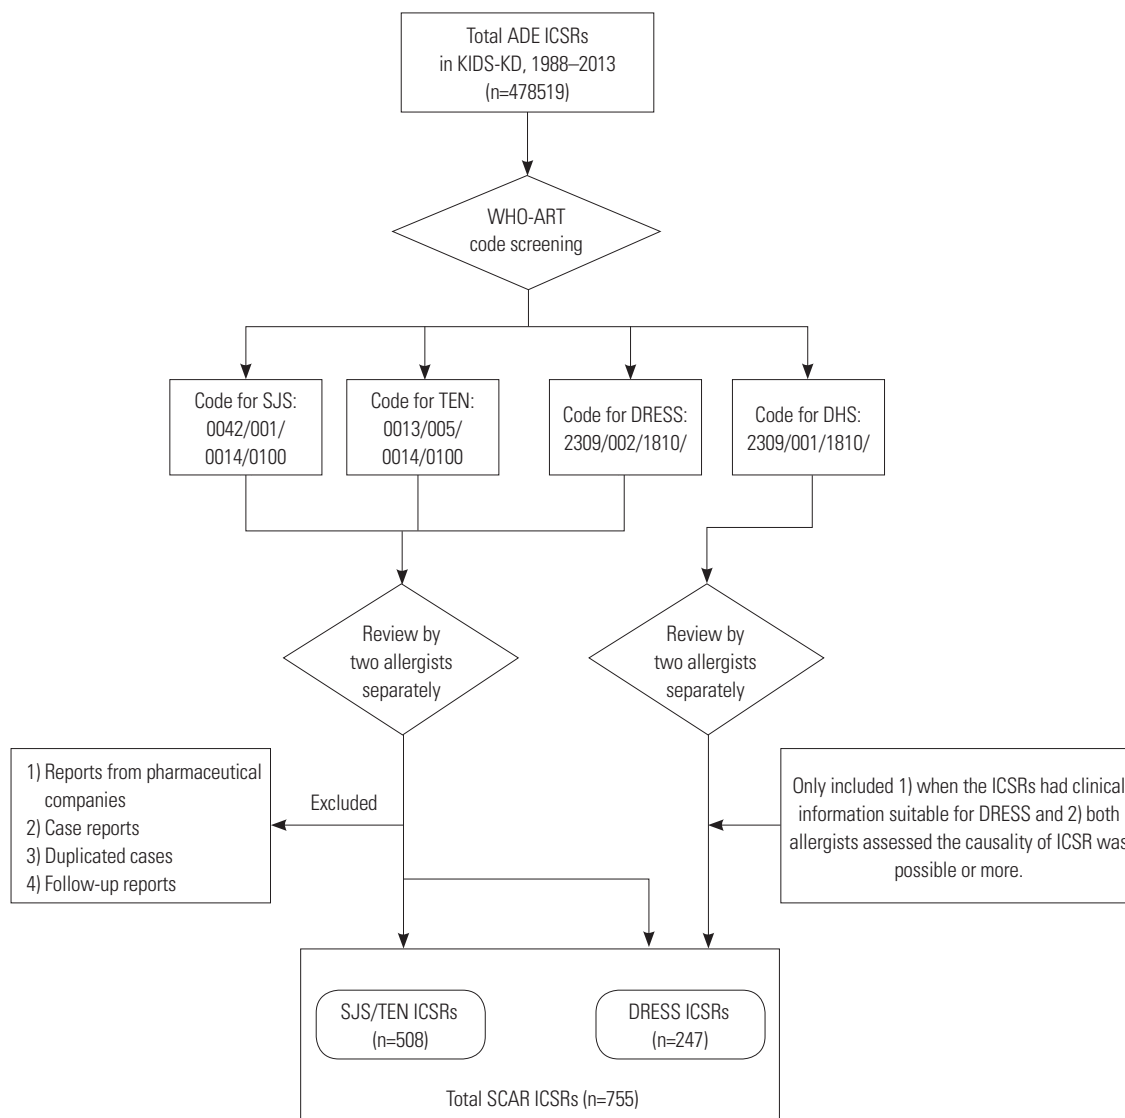 Total ADE ICSRs
in KIDS-KD, 1988–2013
(n=478519)
WHO-ART
code screening
Code for SJS:
0042/001/
0014/0100
Code for TEN:
0013/005/
0014/0100
Code for DRESS:
2309/002/1810/
Code for DHS:
2309/001/1810/
Review by
two allergists
separately
Review by
two allergists
separately
1) Reports from pharmaceutical
companies
2) Case reports
3) Duplicated cases
4) Follow-up reports
Excluded
Only included 1) when the ICSRs had clinical
information suitable for DRESS and 2) both
allergists assessed the causality of ICSR was
possible or more.
SJS/TEN ICSRs
(n=508)
DRESS ICSRs
(n=247)
Total SCAR ICSRs (n=755)